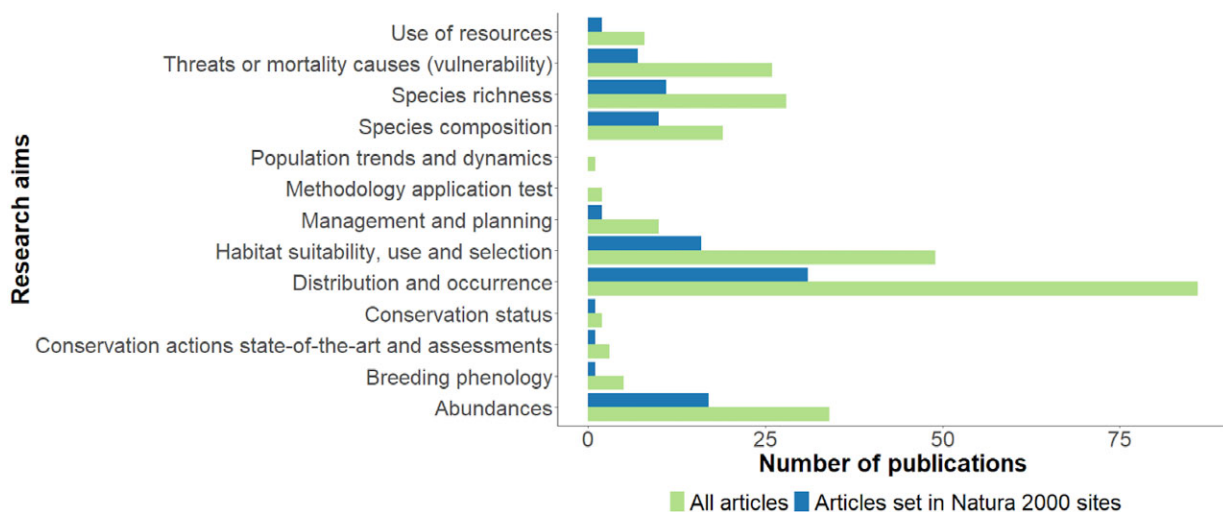 Research aims
Use of resources
Threats or mortality causes (vulnerability)
Species richness
Species composition
Population trends and dynamics
Methodology application test
Management and planning
Habitat suitability, use and selection
Distribution and occurrence
Conservation status
Conservation actions state-of-the-art and assessments
Breeding phenology
Abundances
0 25 50 75
Number of publications
All articles Articles set in Natura 2000 sites